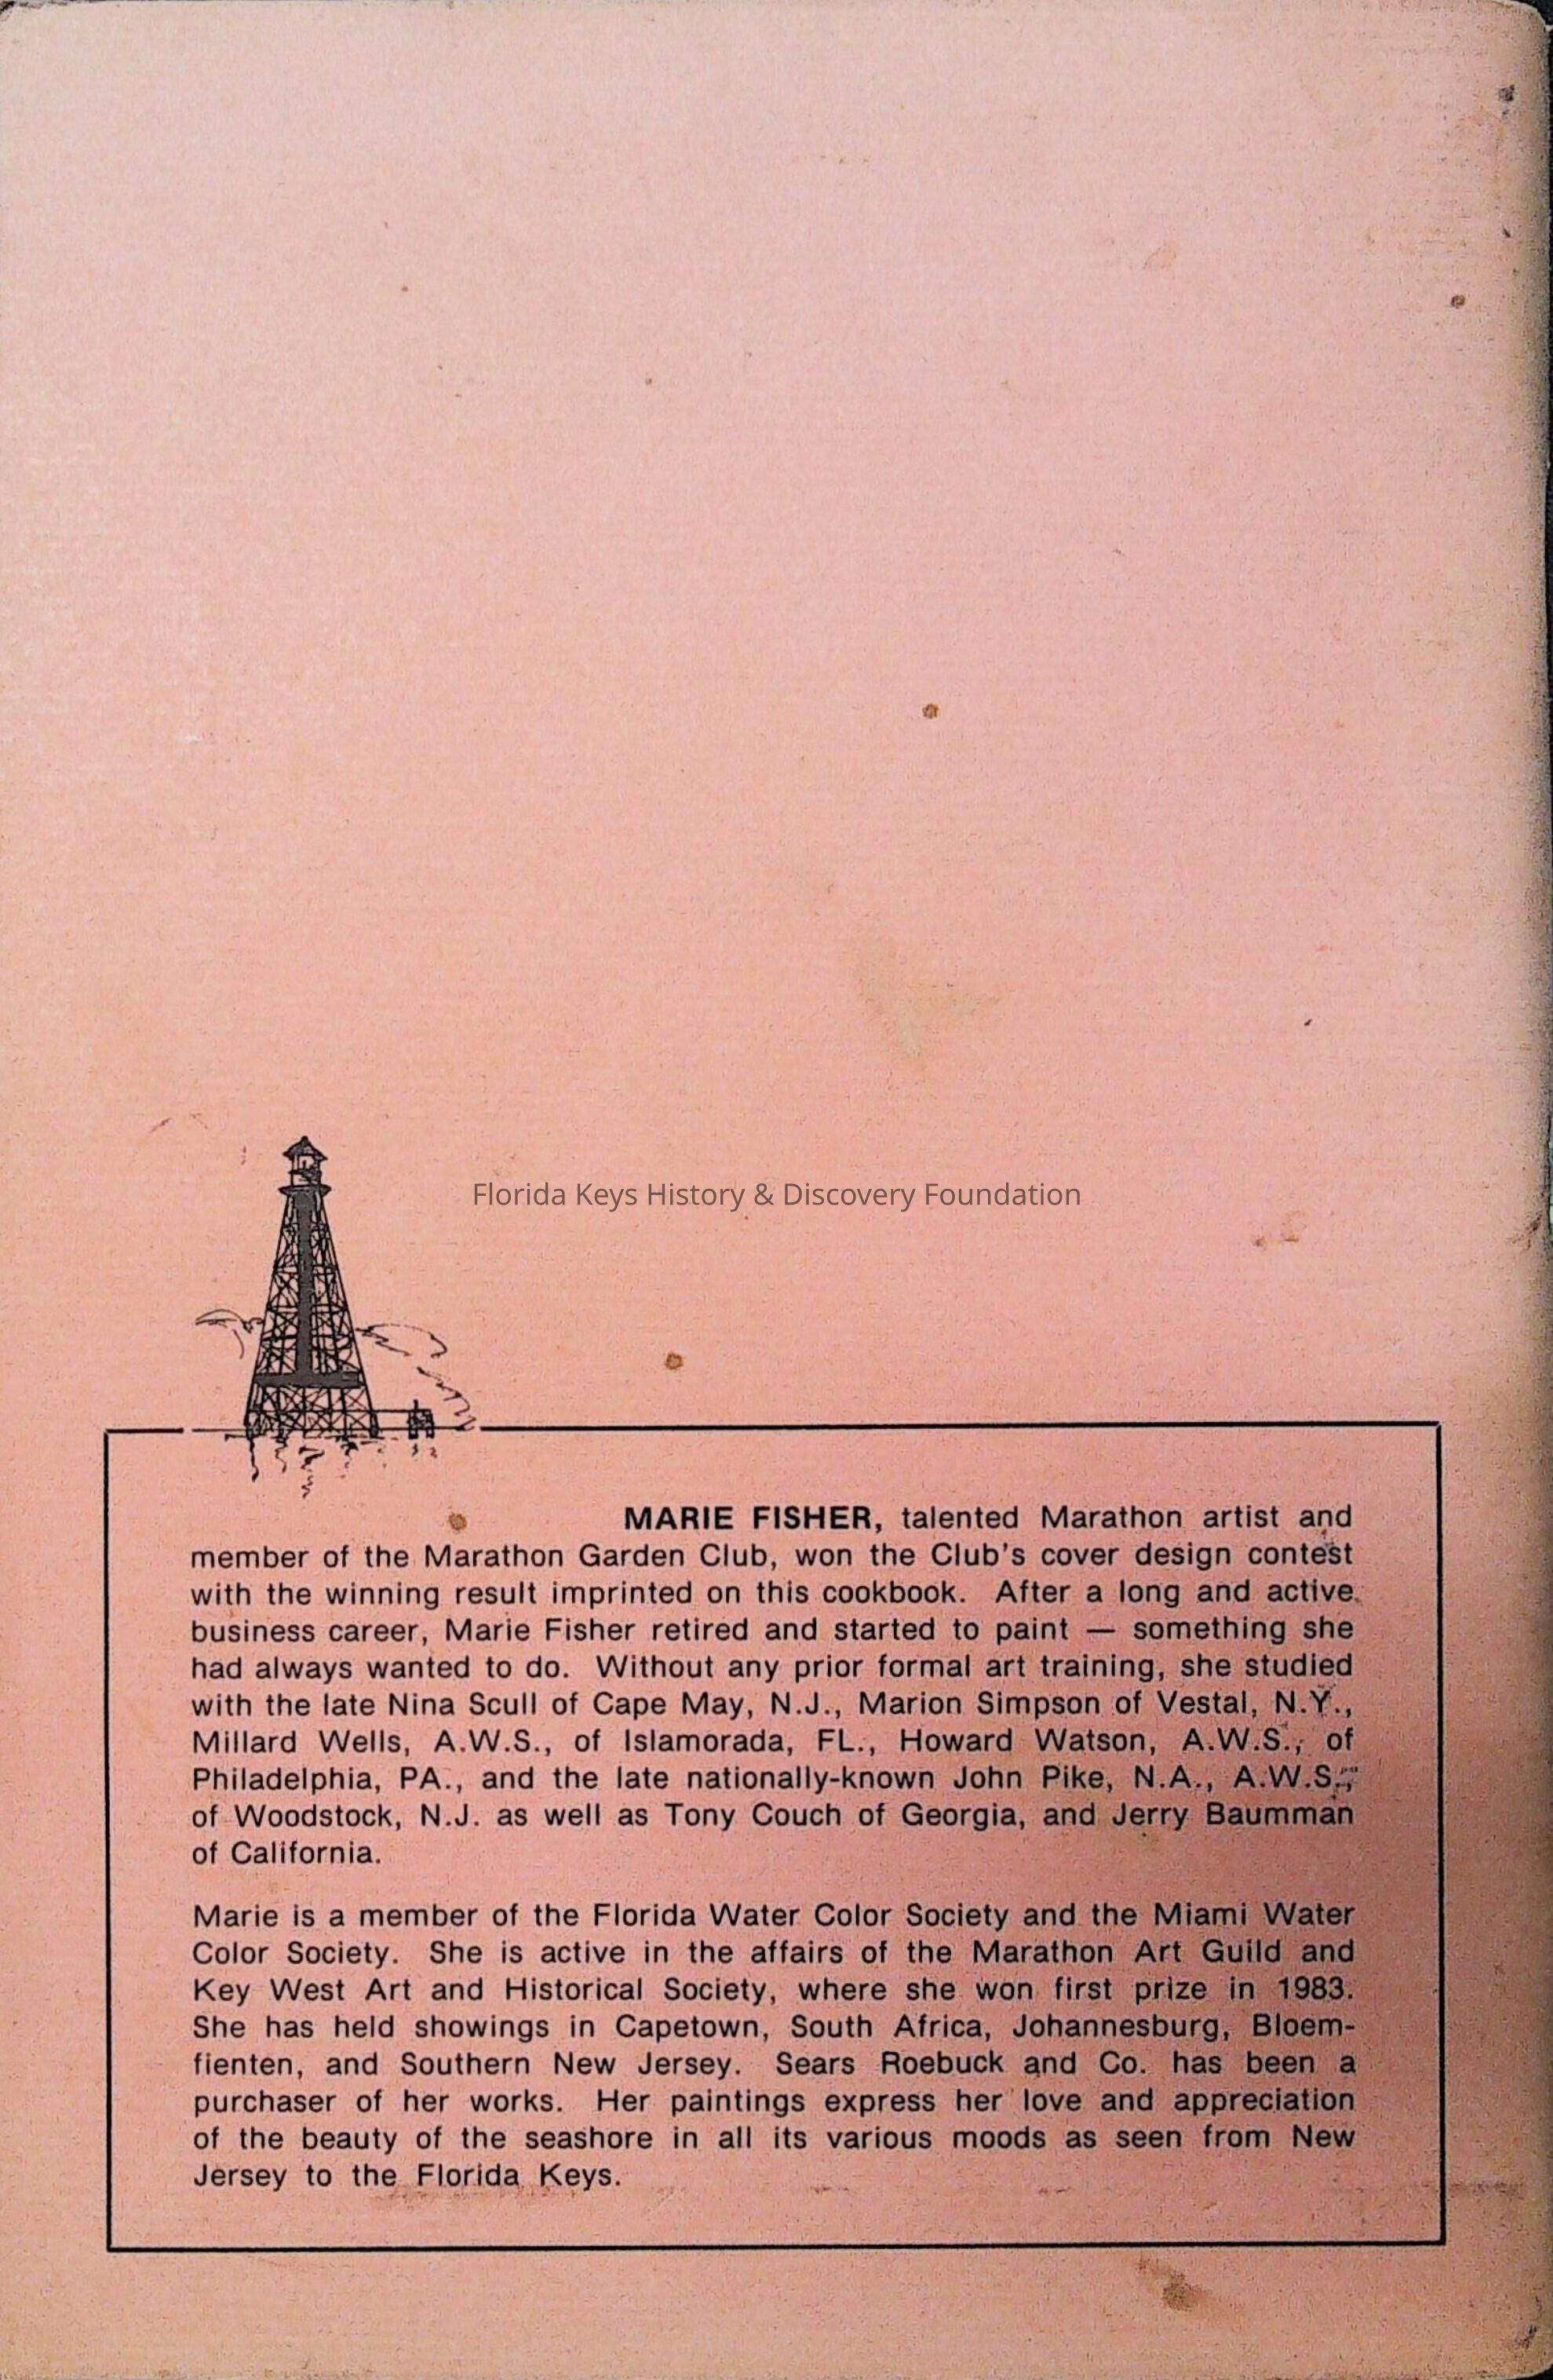 Florida Keys History & Discovery Foundation
MARIE FISHER, talented Marathon artist and
member of the Marathon Garden Club, won the Club's cover design contest
with the winning result imprinted on this cookbook. After a long and active
business career, Marie Fisher retired and started to paint — something she
had always wanted to do. Without any prior formal art training, she studied
with the late Nina Scull of Cape May, N.J., Marion Simpson of Vestal, N.Y.,
Millard Wells, A.W.S., of Islamorada, FL., Howard Watson, A.W.S., of
Philadelphia, PA., and the late nationally-known John Pike, N.A., A.W.S.,
of Woodstock, N.J. as well as Tony Couch of Georgia, and Jerry Baumman
of California.
Marie is a member of the Florida Water Color Society and the Miami Water
Color Society. She is active in the affairs of the Marathon Art Guild and
Key West Art and Historical Society, where she won first prize in 1983.
She has held showings in Capetown, South Africa, Johannesburg, Bloem-
fienten, and Southern New Jersey. Sears Roebuck and Co. has been a
purchaser of her works. Her paintings express her love and appreciation
of the beauty of the seashore in all its various moods as seen from New
Jersey to the Florida Keys.